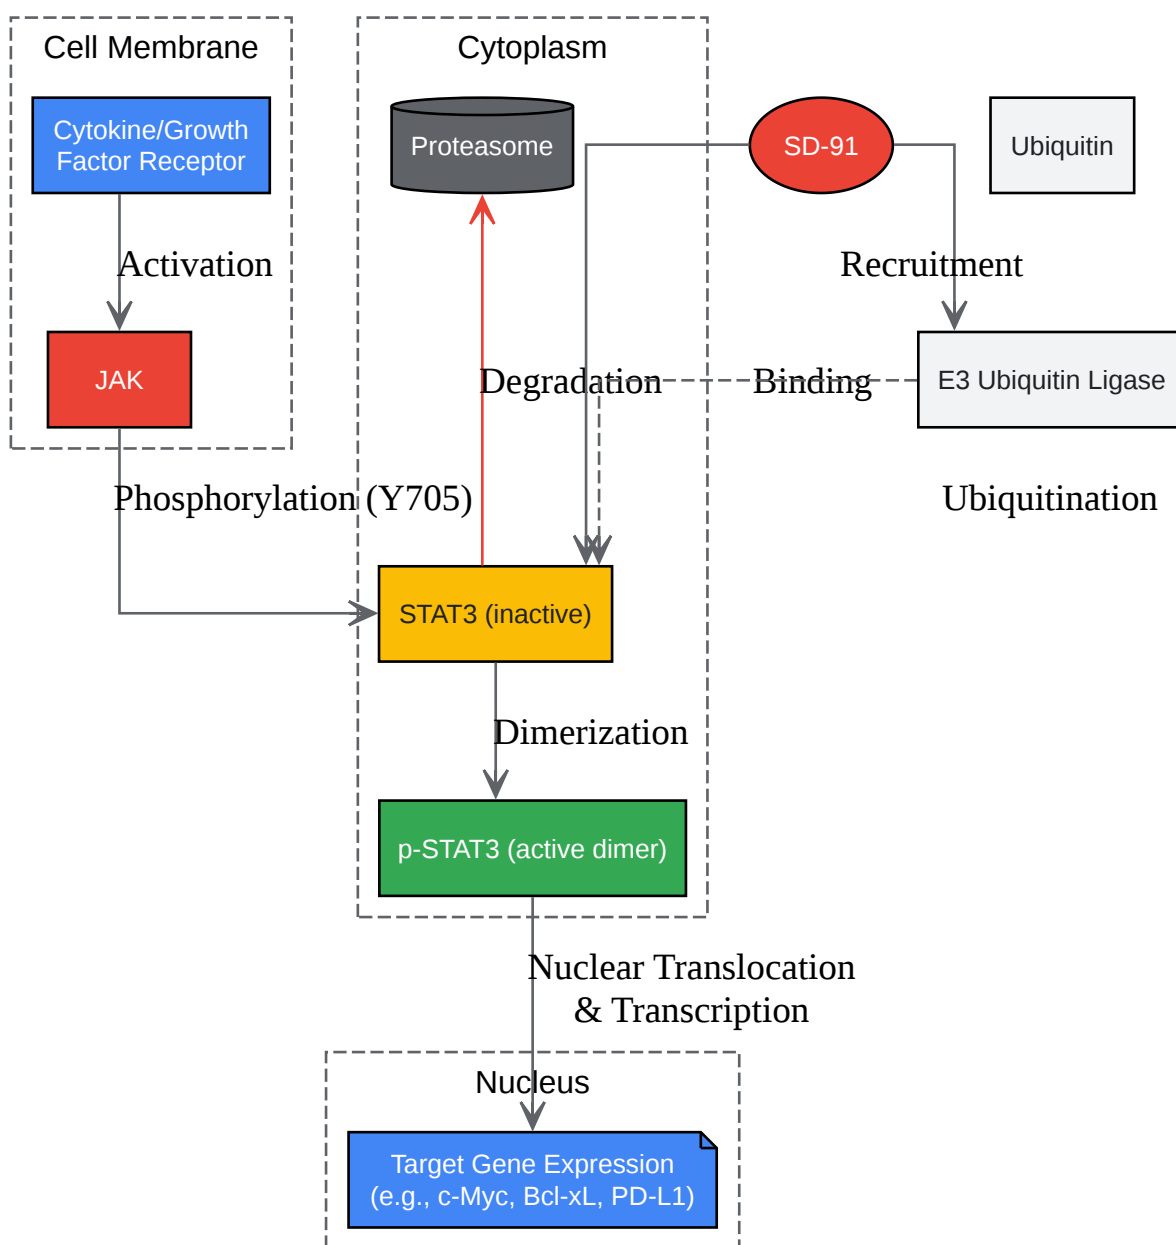 Cell Membrane
Cytoplasm
Cytokine/Growth
Factor Receptor
Proteasome
SD-91
Ubiquitin
Activation
Recruitment
JAK
Degradation
Binding
E3 Ubiquitin Ligase
Phosphorylation (Y705)
Ubiquitination
STAT3 (inactive)
Dimerization
p-STAT3 (active dimer)
Nuclear Translocation
& Transcription
Nucleus
Target Gene Expression
(e.g., c-Myc, Bcl-xL, PD-L1)